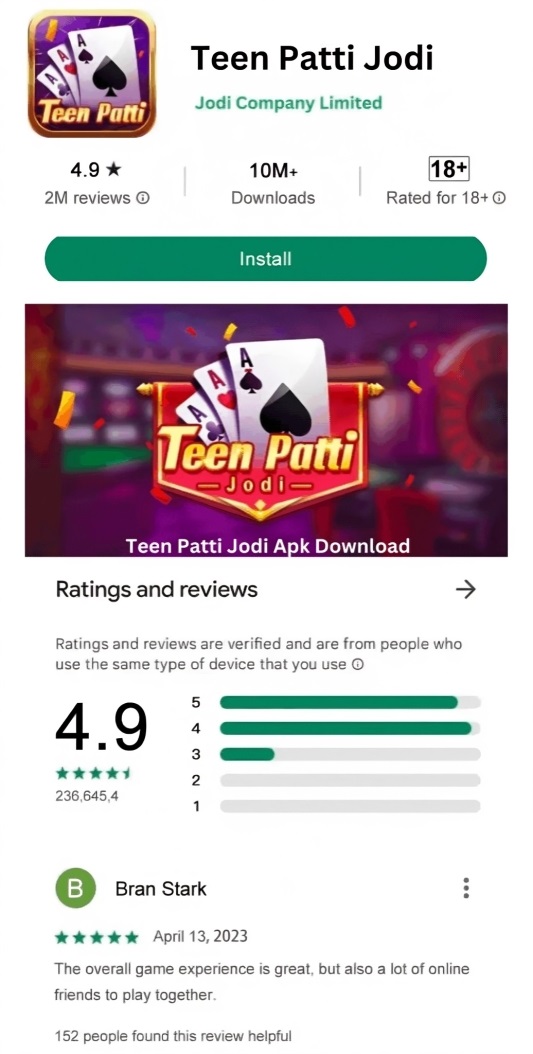 A
A
A
Teen Patti
Teen Patti Jodi
Jodi Company Limited
4.9 ★
10M+
18+
2M reviews
Downloads
Rated for 18+
Install
A
A
A
Teen Patti
Jodi
Teen Patti Jodi Apk Download
Ratings and reviews
Ratings and reviews are verified and are from people who
use the same type of device that you use
4.9
5
4
3
2
1
236,645,4
B
Bran Stark
April 13, 2023
The overall game experience is great, but also a lot of online
friends to play together.
152 people found this review helpful